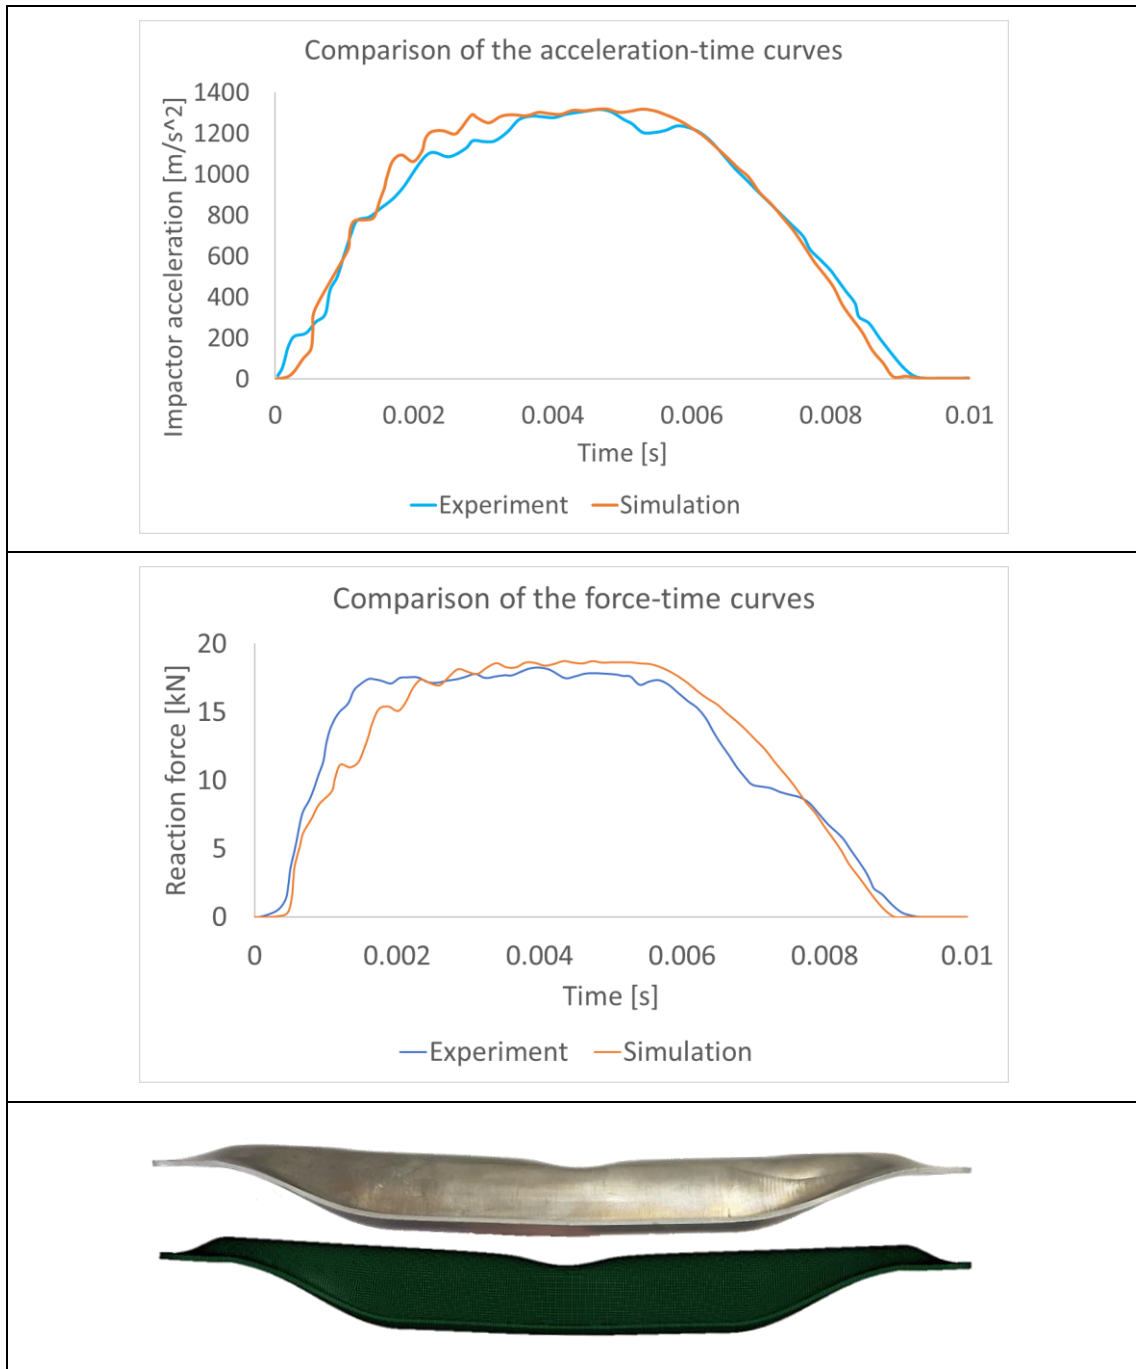 Comparison of the acceleration-time curves
Impactor acceleration [m/s^2]
1400
1200
1000
800
600
400
200
0
0 0.002 0.004 0.006 0.008 0.01
Time [s]
Experiment Simulation
Comparison of the force-time curves
Reaction force [kN]
20
15
10
5
0
0 0.002 0.004 0.006 0.008 0.01
Time [s]
Experiment Simulation